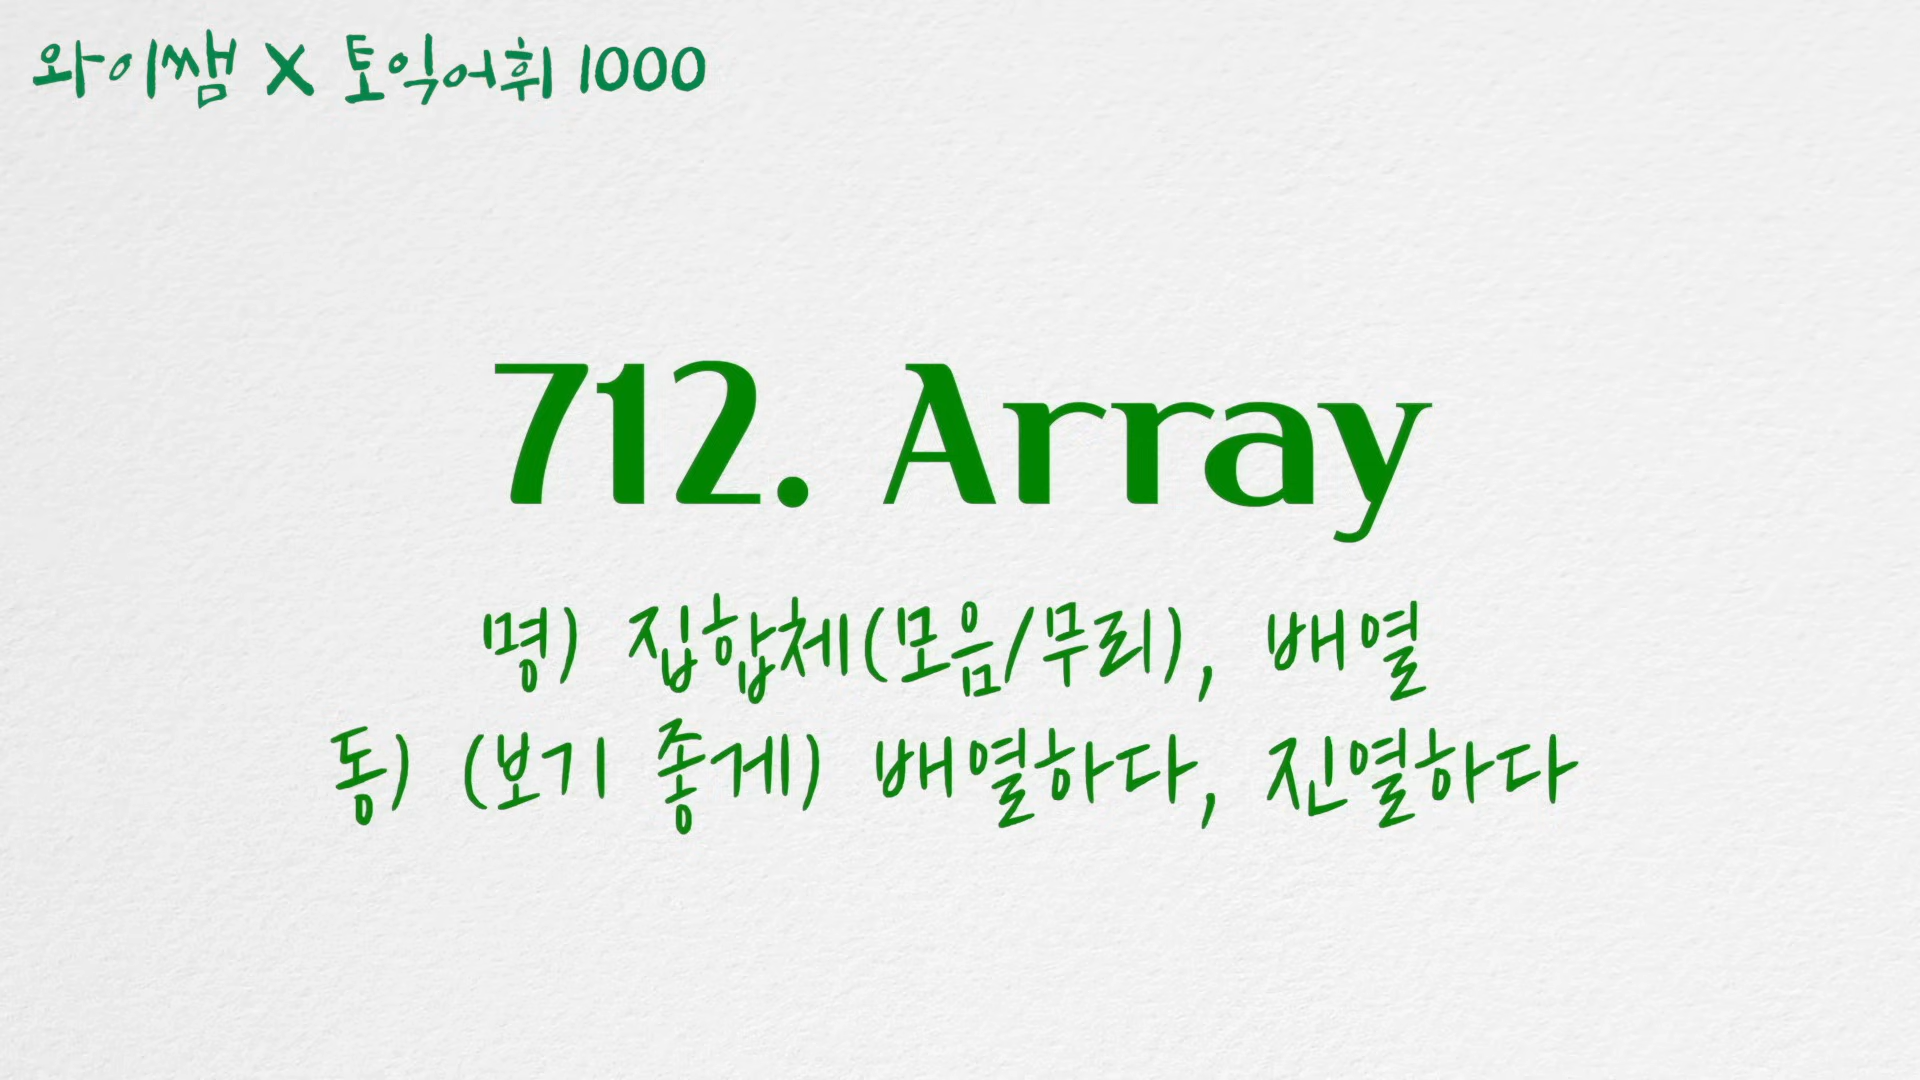 와이쌤 X 토익어휘 1000
712. Array
명) 집합체(모음/무리), 배열
동) (보기 좋게) 배열하다, 진열하다